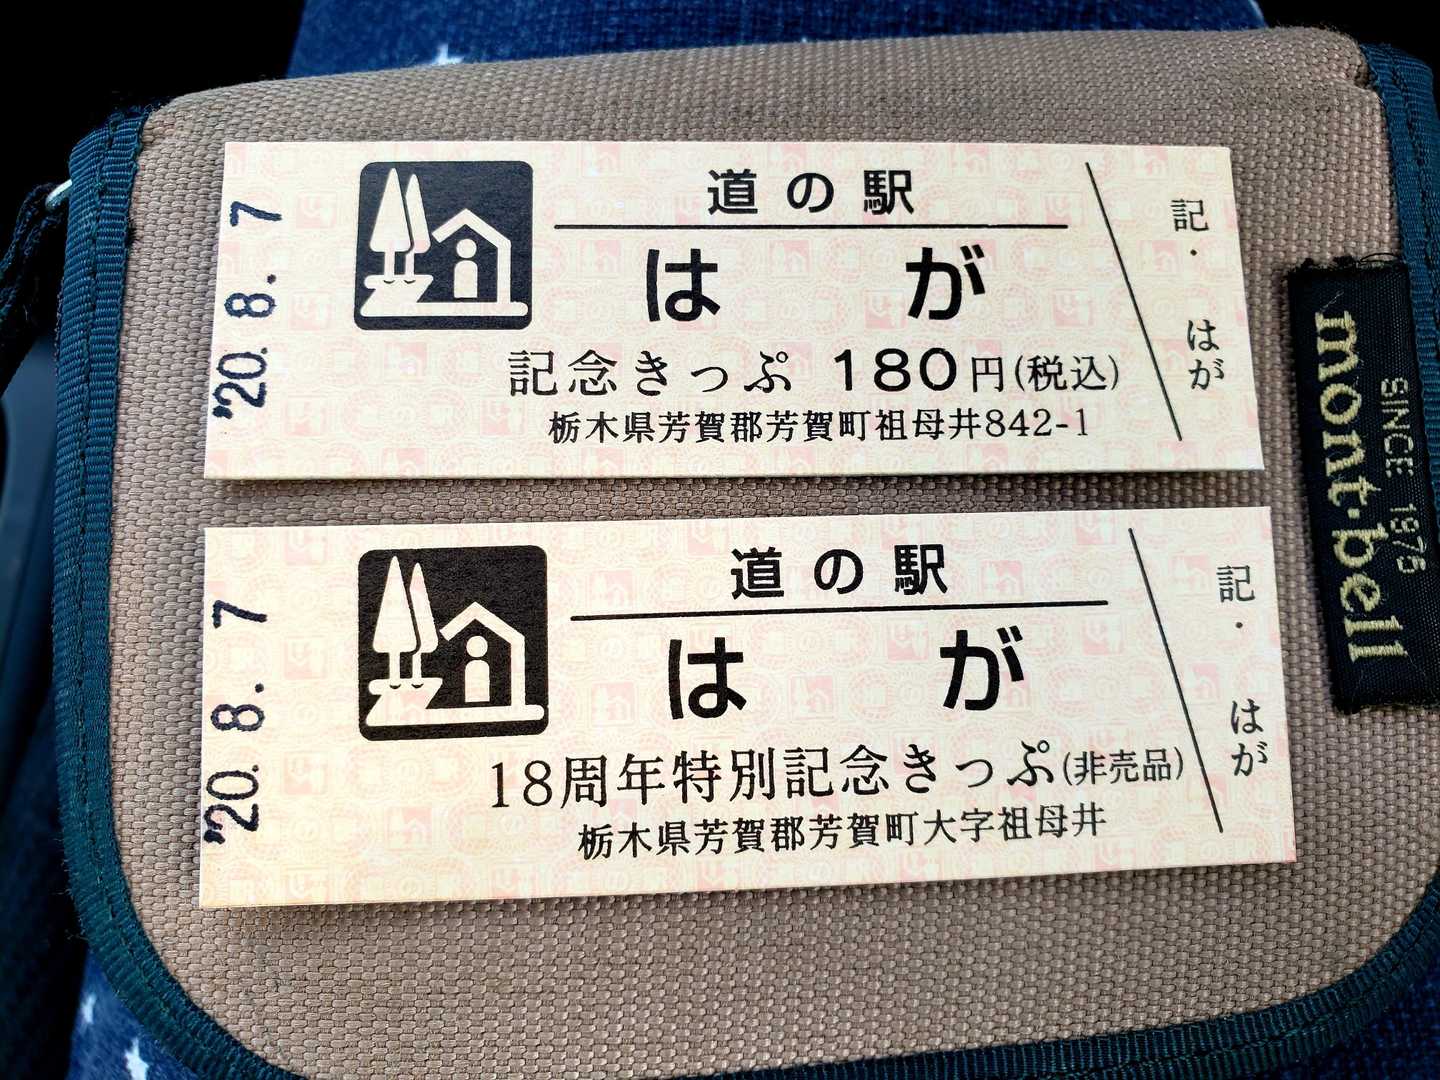 '20. 8. 7
道の駅
はが
記念きっぷ 180円(税込)
栃木県芳賀郡芳賀町祖母井842-1
記・はが
'20. 8. 7
道の駅
はが
18周年特別記念きっぷ(非売品)
栃木県芳賀郡芳賀町大字祖母井
記・はが
mont·bell
SINCE 1975